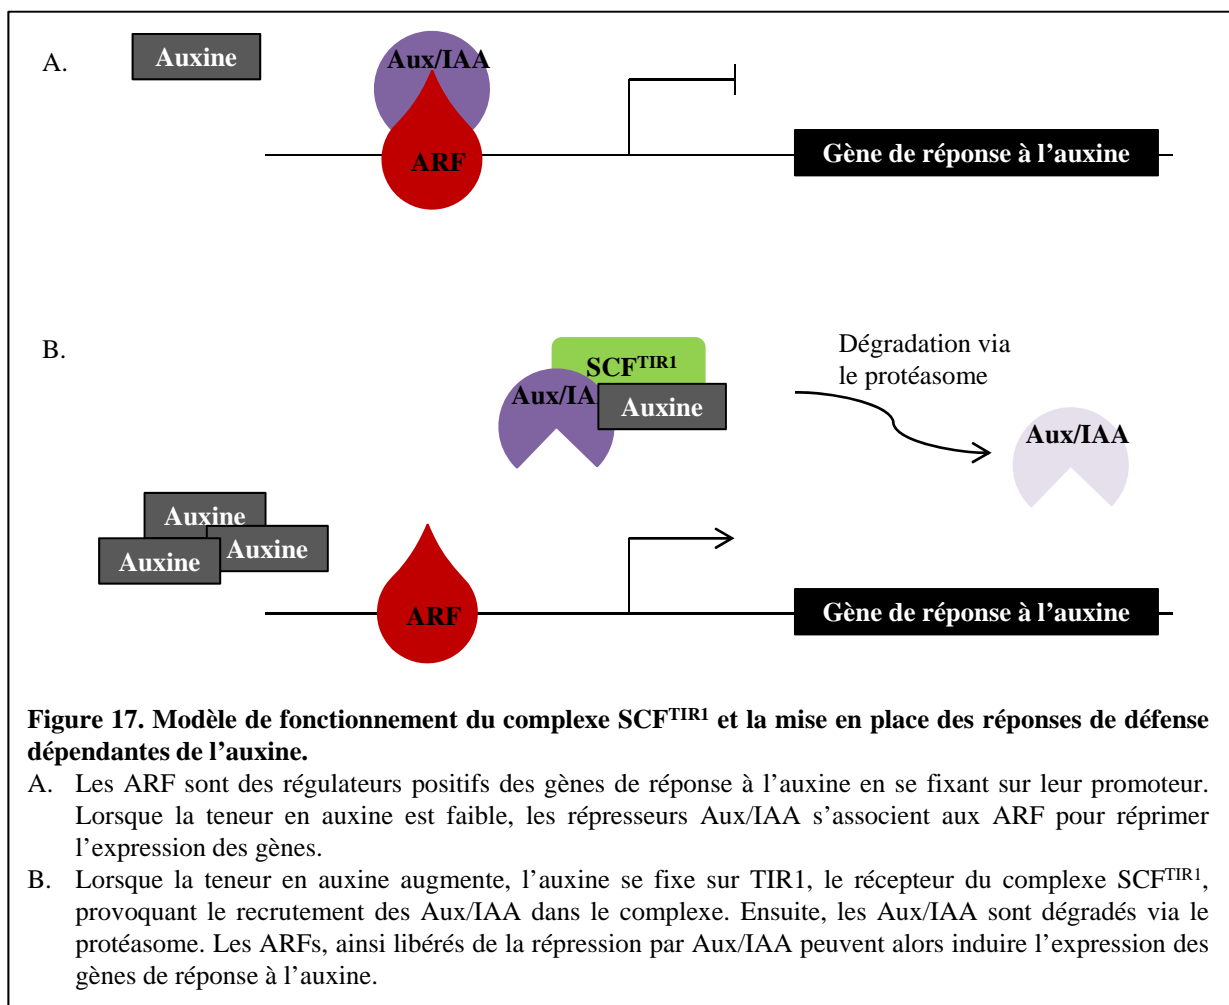 A.
Auxine
Aux/IAA
ARF
Gène de réponse à l’auxine
B.
SCFTIR1
Aux/IA
Auxine
Dégradation via
le protéasome
Aux/IAA
Auxine
Auxine
Auxine
ARF
Gène de réponse à l’auxine
Figure 17. Modèle de fonctionnement du complexe SCFTIR1 et la mise en place des réponses de défense
dépendantes de l’auxine.
A. Les ARF sont des régulateurs positifs des gènes de réponse à l’auxine en se fixant sur leur promoteur.
Lorsque la teneur en auxine est faible, les répresseurs Aux/IAA s’associent aux ARF pour réprimer
l’expression des gènes.
B. Lorsque la teneur en auxine augmente, l’auxine se fixe sur TIR1, le récepteur du complexe SCFTIR1,
provoquant le recrutement des Aux/IAA dans le complexe. Ensuite, les Aux/IAA sont dégradés via le
protéasome. Les ARFs, ainsi libérés de la répression par Aux/IAA peuvent alors induire l’expression des
gènes de réponse à l’auxine.